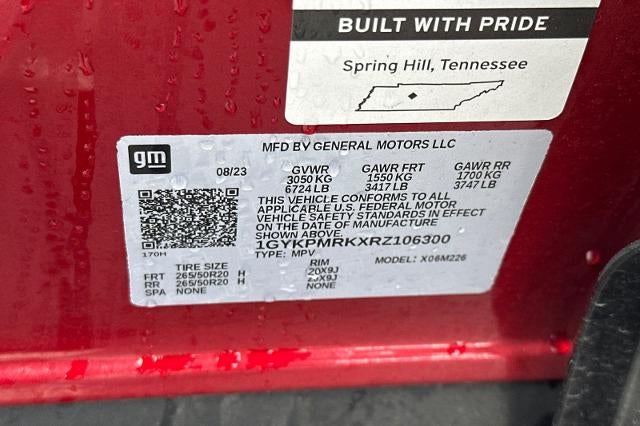 BUILT WITH PRIDE
Spring Hill, Tennessee
gm
MFD BY GENERAL MOTORS LLC
08/23
GVWR GAWR FRT GAWR RR
3050 KG 1550 KG 1700 KG
6724 LB 3417 LB 3747 LB
THIS VEHICLE CONFORMS TO ALL
APPLICABLE U.S. FEDERAL MOTOR
VEHICLE SAFETY STANDARDS IN EFFECT
ON THE DATE OF MANUFACTURE
SHOWN ABOVE.
1GYKPMRKXRZ106300
170H
TYPE: MPV MODEL: X06M226
TIRE SIZE RIM
FRT 265/50R20 H 20X9J
RR 265/50R20 H 20X9J
SPA NONE NONE